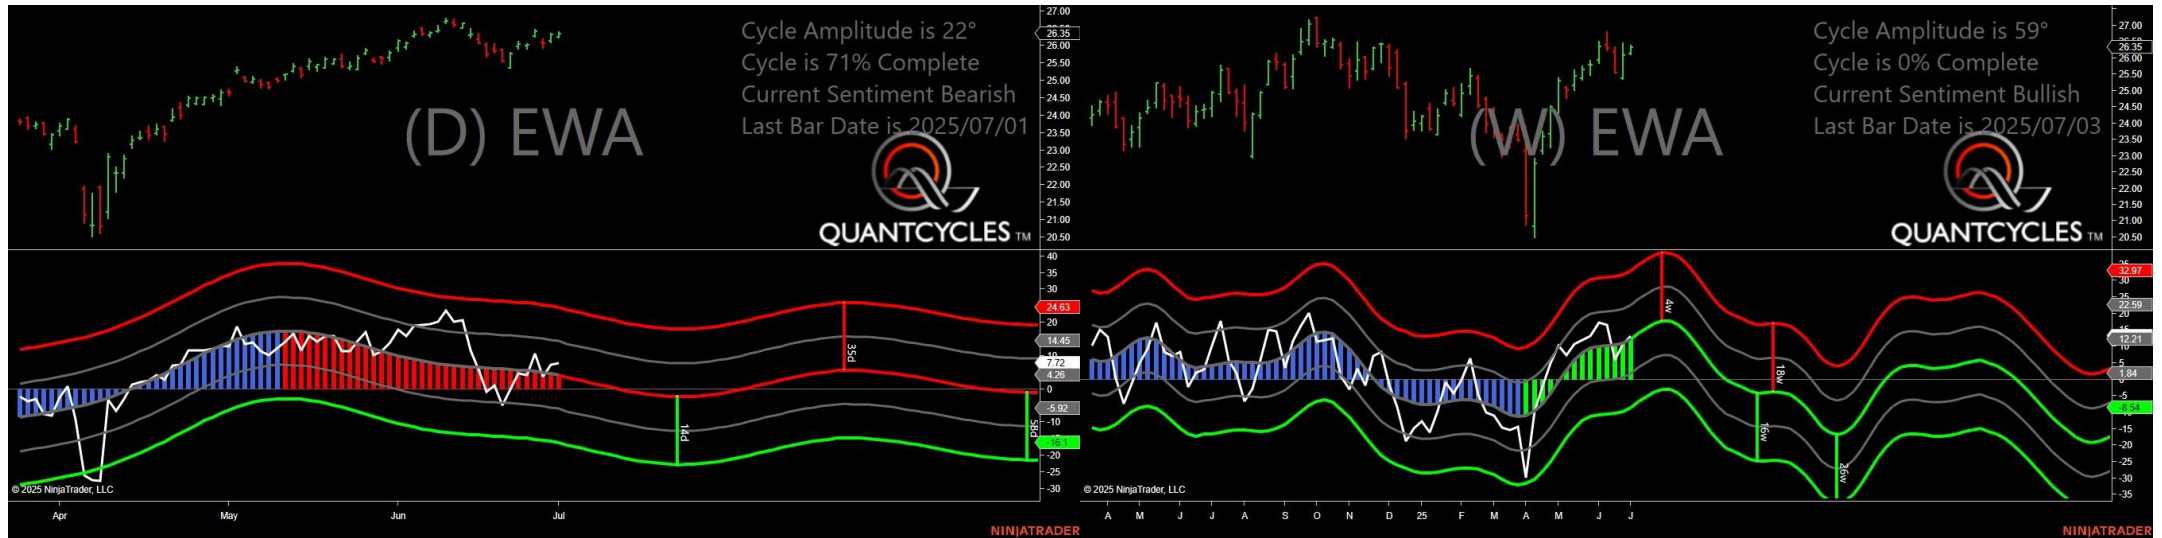 Cycle Amplitude is 22°
Cycle is 71% Complete
Current Sentiment Bearish
Last Bar Date is 2025/07/01
(D) EWA
QUANTCYCLES TM
27.00
26.35
26.00
25.50
25.00
24.50
24.00
23.50
23.00
22.50
22.00
21.50
21.00
20.50
40
35
30
24.63
20
14.45
7.72
4.26
0
-5.92
-10
-16.1
-20
-25
-30
35d
14d
58d
© 2025 NinjaTrader, LLC
Apr May Jun Jul
NINJATRADER
Cycle Amplitude is 59°
Cycle is 0% Complete
Current Sentiment Bullish
Last Bar Date is 2025/07/03
(W) EWA
QUANTCYCLES TM
27.00
26.35
26.00
25.50
25.00
24.50
24.00
23.50
23.00
22.50
22.00
21.50
21.00
20.50
32.97
22.59
12.21
5
1.84
-5
-8.54
-15
-20
-25
-30
-35
4w
18w
16w
26w
© 2025 NinjaTrader, LLC
A M J J A S O N D 25 F M A M J J
NINJATRADER